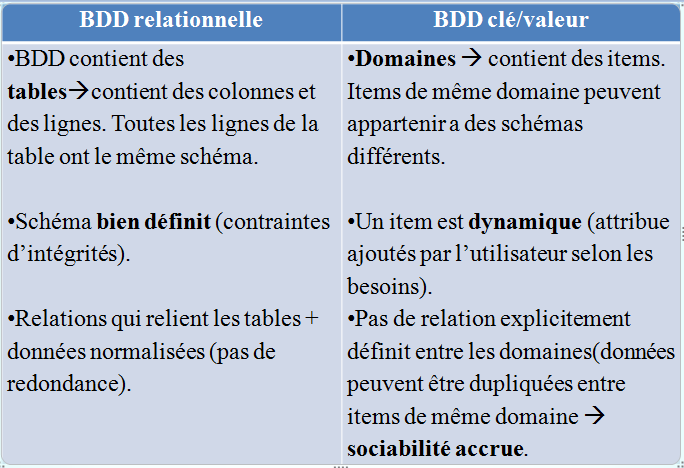 BDD relationnelle
BDD clé/valeur
•BDD contient des
tables→contient des colonnes et
des lignes. Toutes les lignes de la
table ont le même schéma.
•Schéma bien définit (contraintes
d’intégrités).
•Relations qui relient les tables +
données normalisées (pas de
redondance).
•Domaines → contient des items.
Items de même domaine peuvent
appartenir a des schémas
différents.
•Un item est dynamique (attribue
ajoutés par l’utilisateur selon les
besoins).
•Pas de relation explicitement
définit entre les domaines(données
peuvent être dupliquées entre
items de même domaine →
sociabilité accrue.